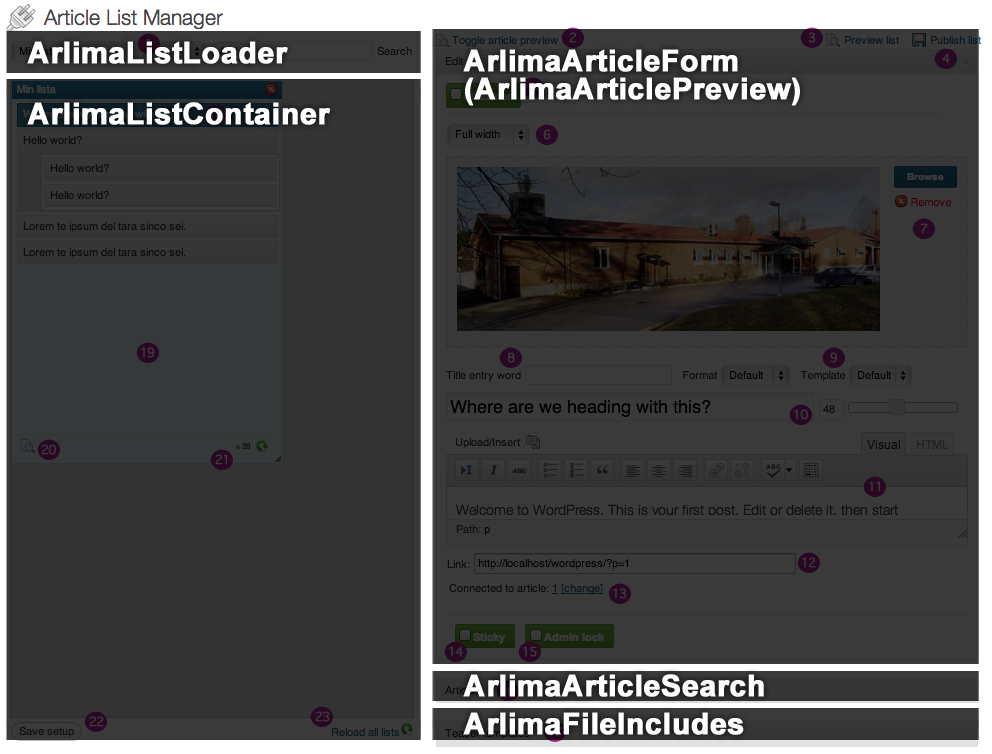 Article List Manager
ArlimaListLoader
Search
ArlimaListContainer
Min lista
Hello world?
Hello world?
Hello world?
Lorem te ipsum del tara sinco sei.
Lorem te ipsum del tara sinco sei.
19
20
v 28
21
22
Save setup
23
Reload all lists
Toggle article preview 2
3 Preview list Publish list
4
Edit
ArlimaArticleForm
(ArlimaArticlePreview)
Full width 6
Browse
Remove
7
8 9
Title entry word Format Default Template Default
Where are we heading with this? 10 48
Upload/Insert Visual HTML
ABC ABC
11
Welcome to WordPress. This is your first post. Edit or delete it, then start
Path: p
Link: http://localhost/wordpress/?p=1 12
Connected to article: 1 [change] 13
Sticky Admin lock
14 15
ArlimaArticleSearch
ArlimaFileIncludes